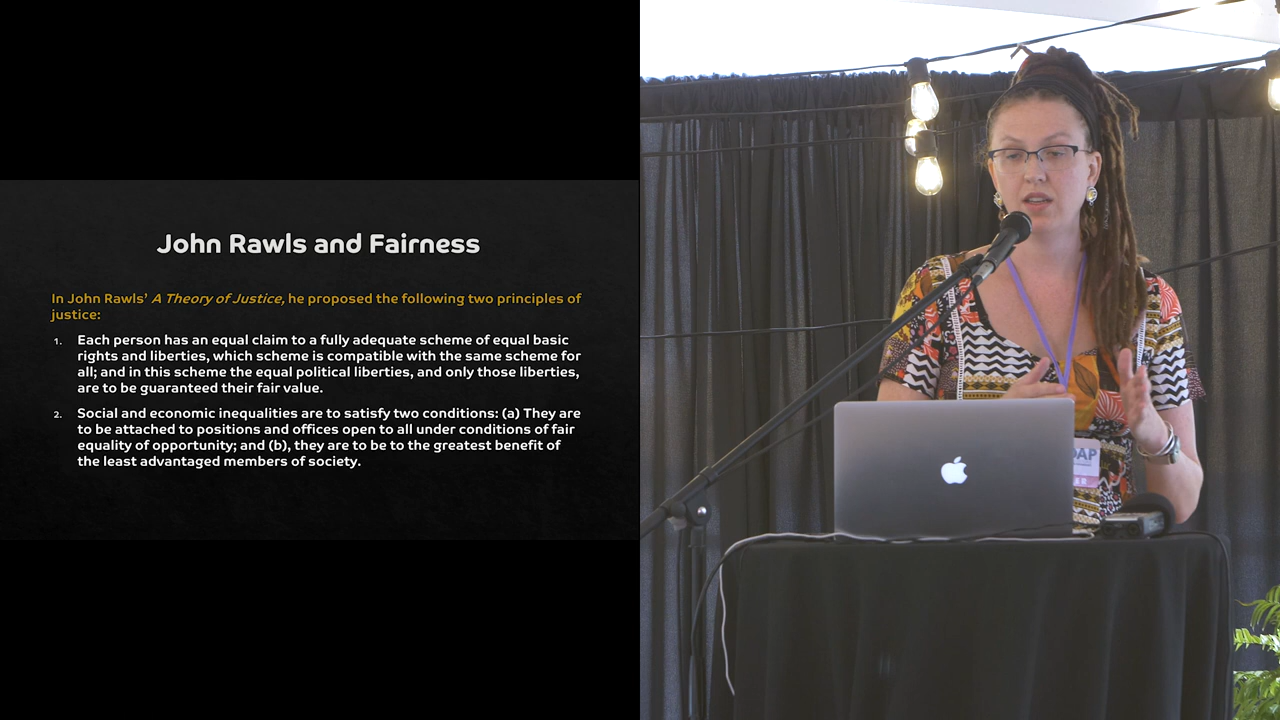 John Rawls and Fairness
In John Rawls’ A Theory of Justice, he proposed the following two principles of
justice:
1. Each person has an equal claim to a fully adequate scheme of equal basic
rights and liberties, which scheme is compatible with the same scheme for
all; and in this scheme the equal political liberties, and only those liberties,
are to be guaranteed their fair value.
2. Social and economic inequalities are to satisfy two conditions: (a) They are
to be attached to positions and offices open to all under conditions of fair
equality of opportunity; and (b), they are to be to the greatest benefit of
the least advantaged members of society.